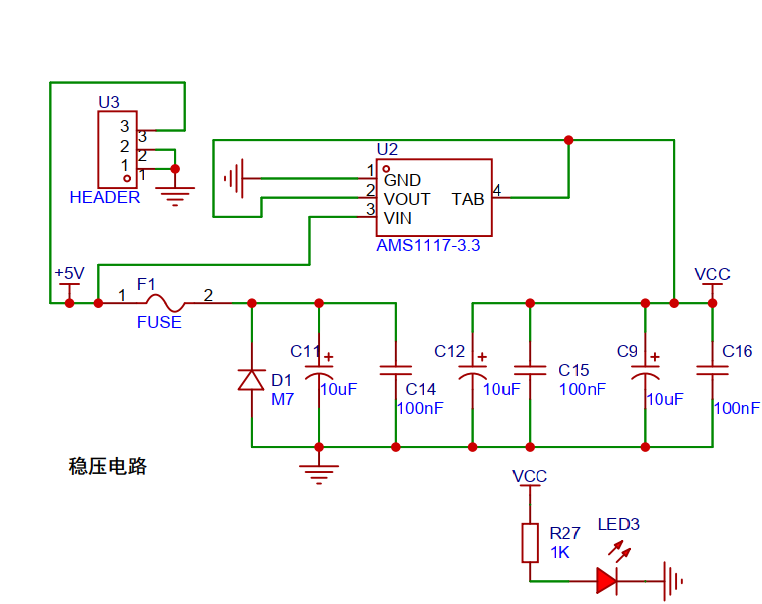 U3
3
3
2
2
1
1
HEADER
U2
1
GND
2
VOUT
TAB
4
3
VIN
AMS1117-3.3
+5V
F1
1
2
FUSE
VCC
C11
+
10uF
D1
M7
C14
100nF
C12
+
10uF
C15
100nF
C9
+
10uF
C16
100nF
稳压电路
VCC
R27
1K
LED3